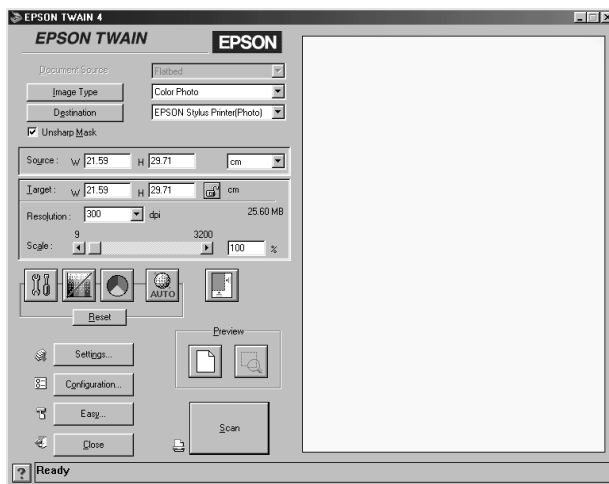 EPSON TWAIN 4
EPSON TWAIN EPSON
Document Source Flatbed
Image Type Color Photo
Destination EPSON Stylus Printer(Photo)
Unsharp Mask
Source : W 21.59 H 29.71 cm
Target : W 21.59 H 29.71 cm
Resolution : 300 dpi 25.60 MB
9 3200
Scale : 100 %
AUTO
Reset
Preview
Settings...
Configuration...
Easy...
Scan
Close
? Ready